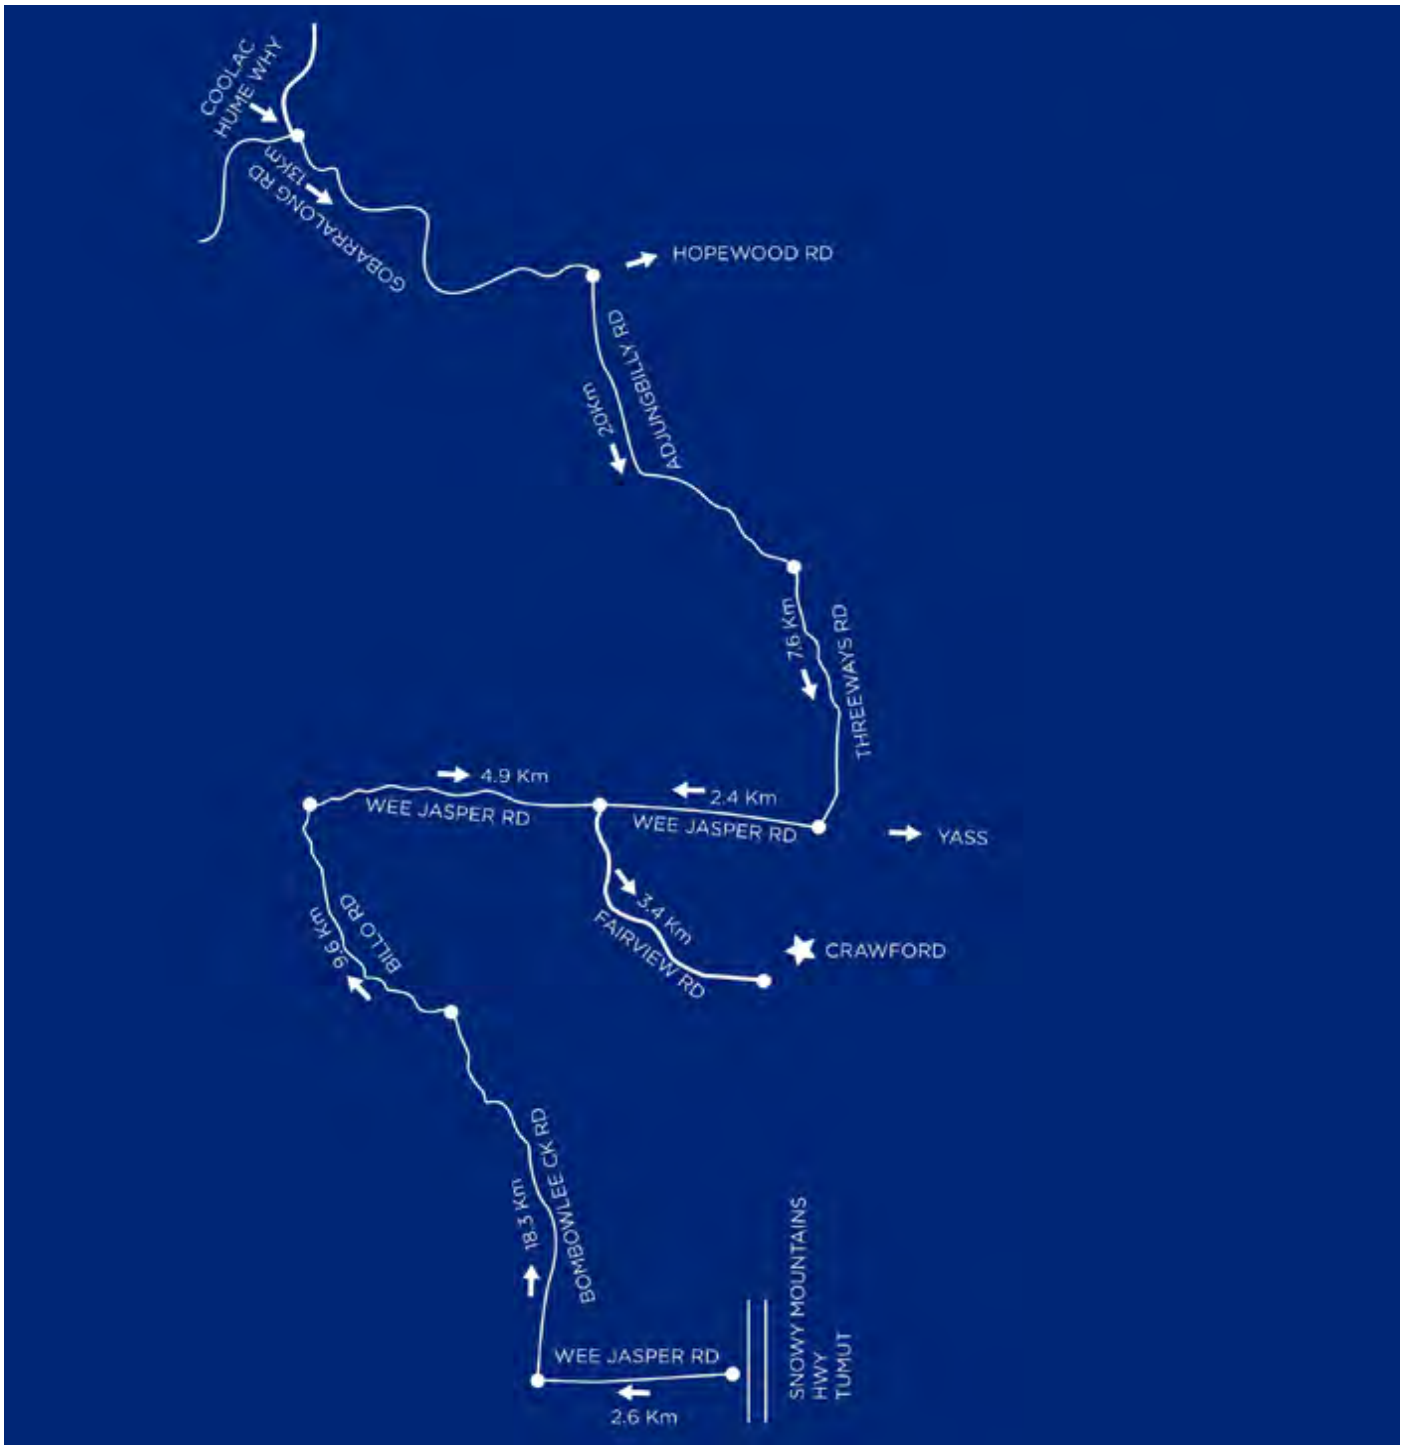 COOLAC
HUME WHY
13Km
GOBARRALONG RD
HOPEWOOD RD
ADJUNGBILLY RD
20Km
7.6 Km
THREEWAYS RD
4.9 Km
WEE JASPER RD
2.4 Km
WEE JASPER RD
YASS
3.4 Km
FAIRVIEW RD
CRAWFORD
BILLO RD
9.6 Km
BOMBOWLEE CK RD
18.3 Km
WEE JASPER RD
2.6 Km
SNOWY MOUNTAINS
HWY
TUMUT